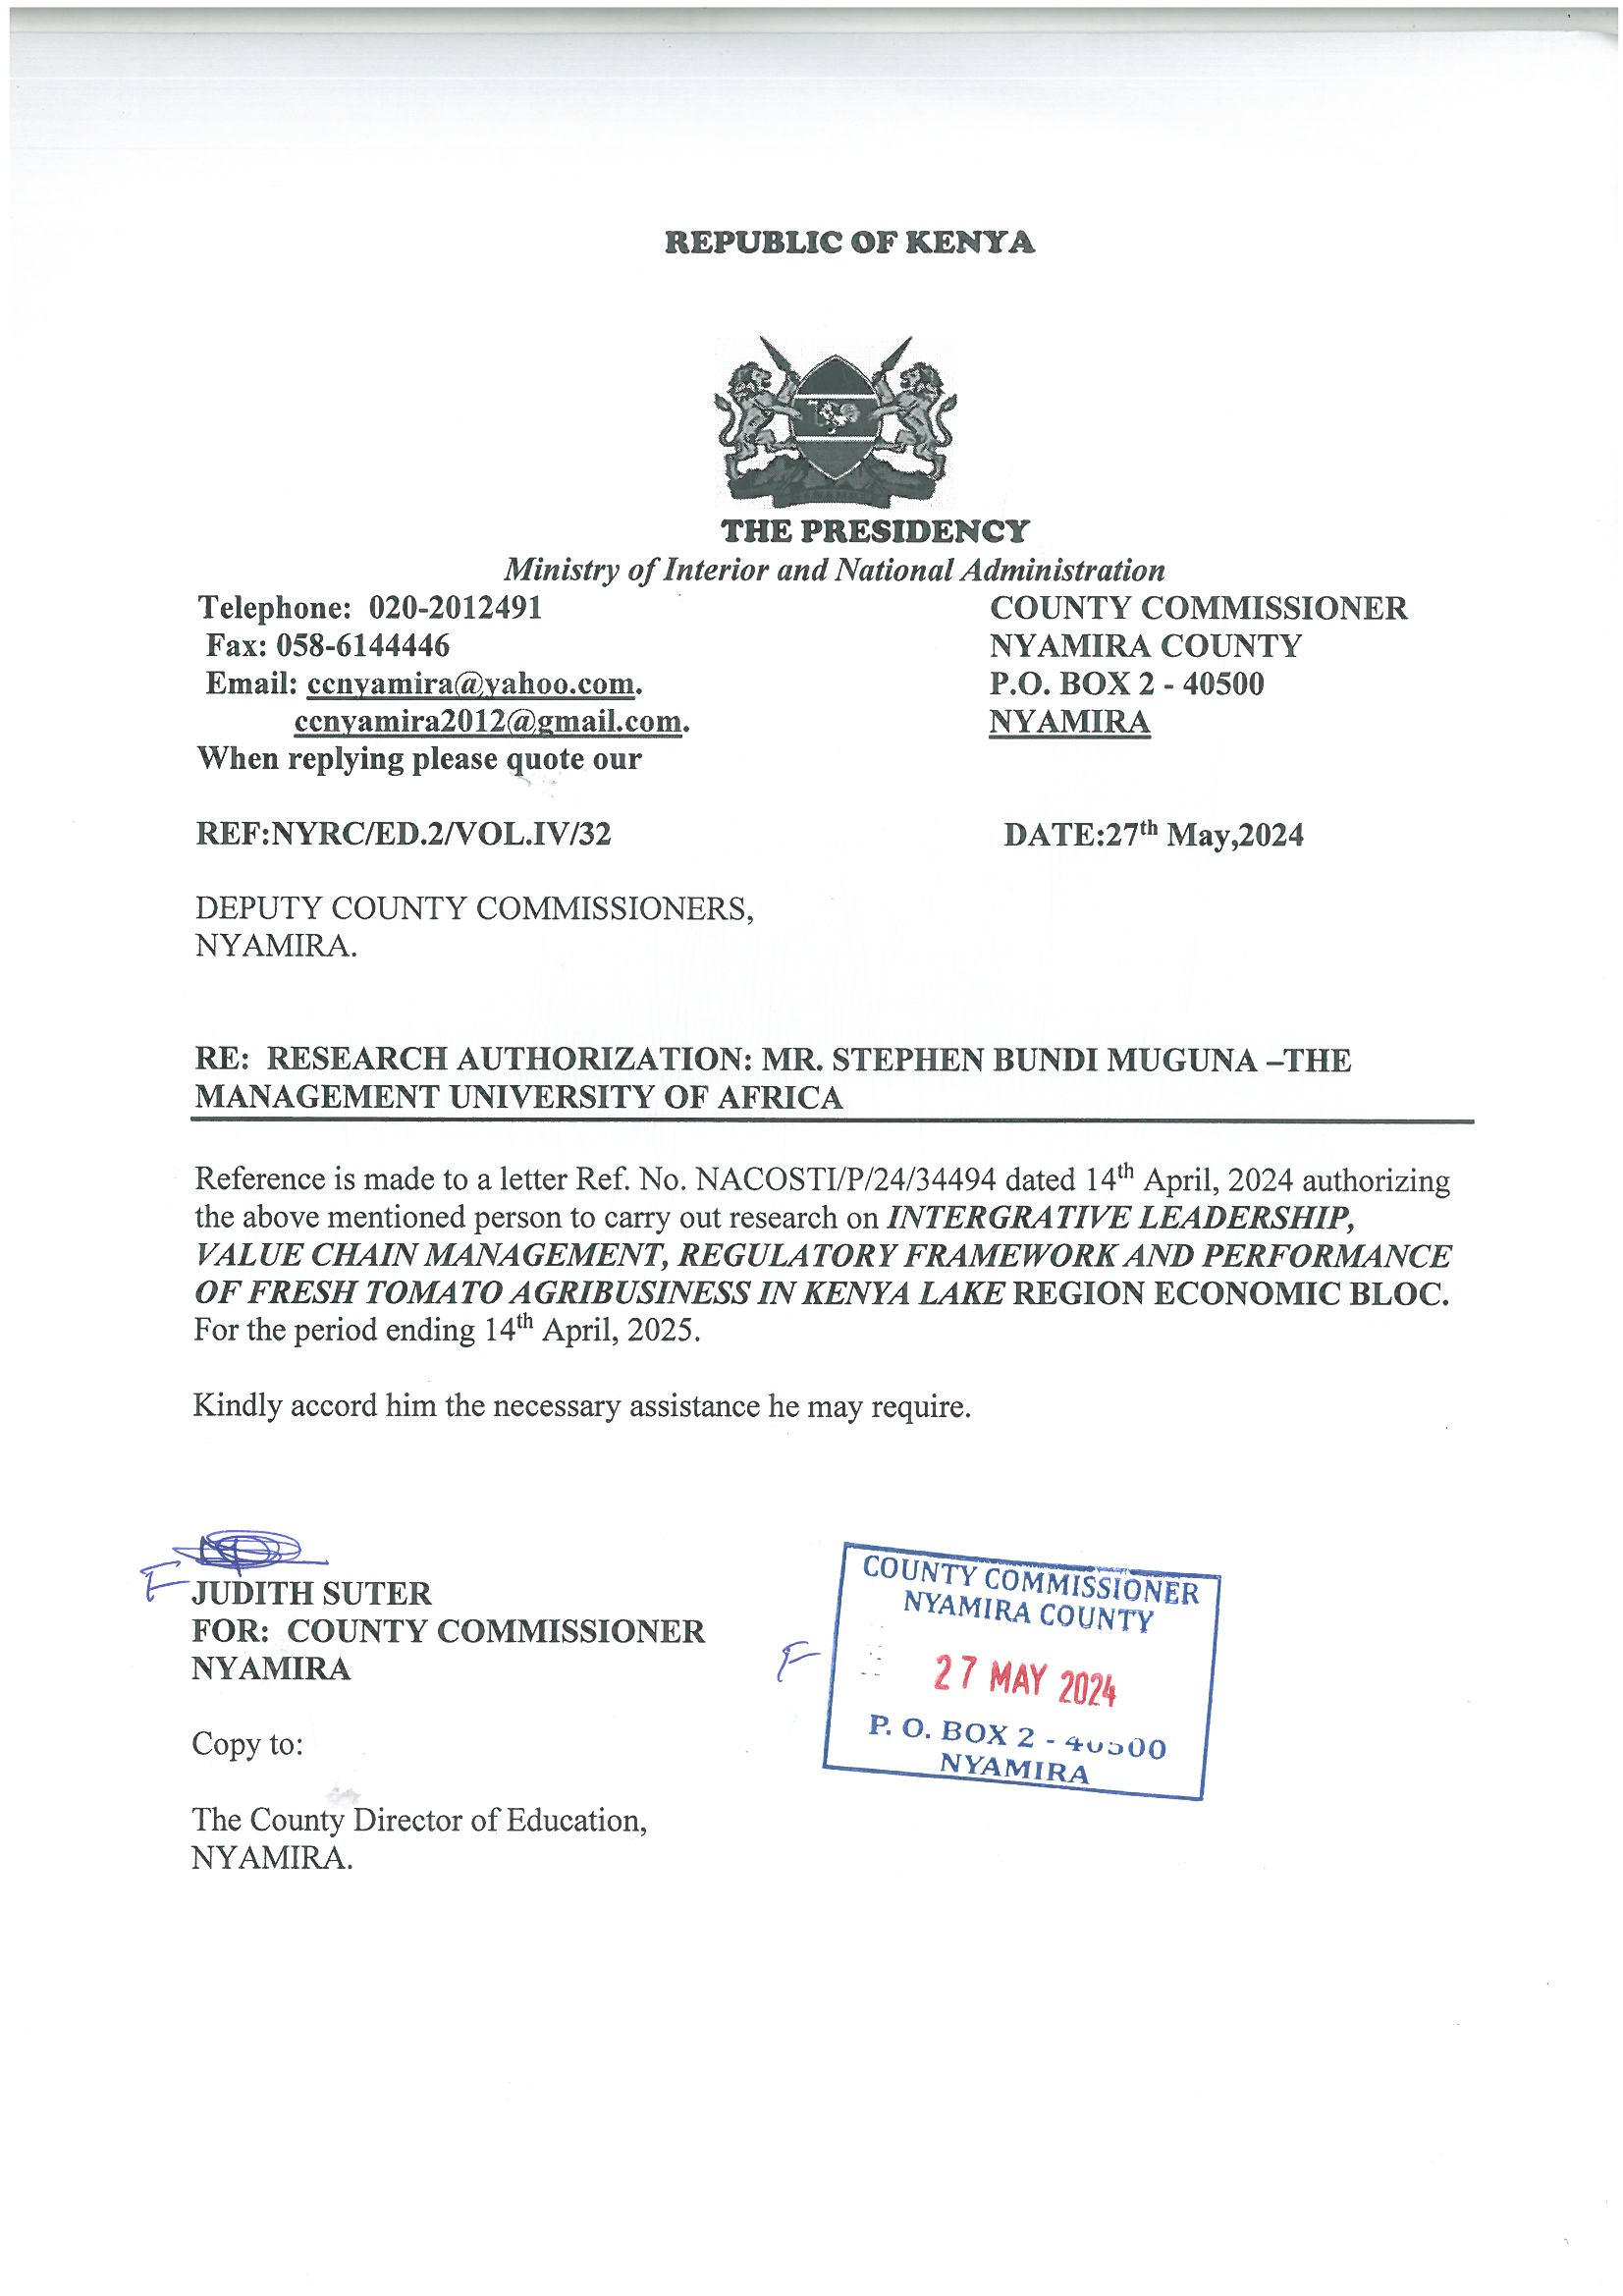 REPUBLIC OF KENYA
THE PRESIDENCY
Ministry of Interior and National Administration
Telephone: 020-2012491
Fax: 058-6144446
Email: ccnyamira@yahoo.com.
ccnyamira2012@gmail.com.
When replying please quote our
COUNTY COMMISSIONER
NYAMIRA COUNTY
P.O. BOX 2 - 40500
NYAMIRA
REF:NYRC/ED.2/VOL.IV/32
DATE:27th May,2024
DEPUTY COUNTY COMMISSIONERS,
NYAMIRA.
RE: RESEARCH AUTHORIZATION: MR. STEPHEN BUNDI MUGUNA –THE
MANAGEMENT UNIVERSITY OF AFRICA
Reference is made to a letter Ref. No. NACOSTI/P/24/34494 dated 14th April, 2024 authorizing
the above mentioned person to carry out research on INTERGRATIVE LEADERSHIP,
VALUE CHAIN MANAGEMENT, REGULATORY FRAMEWORK AND PERFORMANCE
OF FRESH TOMATO AGRIBUSINESS IN KENYA LAKE REGION ECONOMIC BLOC.
For the period ending 14th April, 2025.
Kindly accord him the necessary assistance he may require.
F
JUDITH SUTER
FOR: COUNTY COMMISSIONER
NYAMIRA
F
COUNTY COMMISSIONER
NYAMIRA COUNTY
27 MAY 2024
P. O. BOX 2 - 40500
NYAMIRA
Copy to:
The County Director of Education,
NYAMIRA.